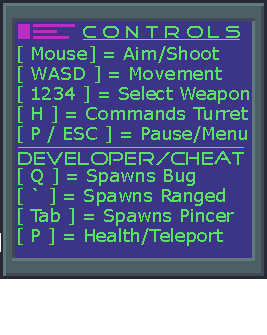 CONTROLS
[ Mouse] = Aim/Shoot
[ WASD ] = Movement
[ 1234 ] = Select Weapon
[ H ] = Commands Turret
[ P / ESC ] = Pause/Menu
DEVELOPER/CHEAT
[ Q ] = Spawns Bug
[ ` ] = Spawns Ranged
[ Tab ] = Spawns Pincer
[ P ] = Health/Teleport